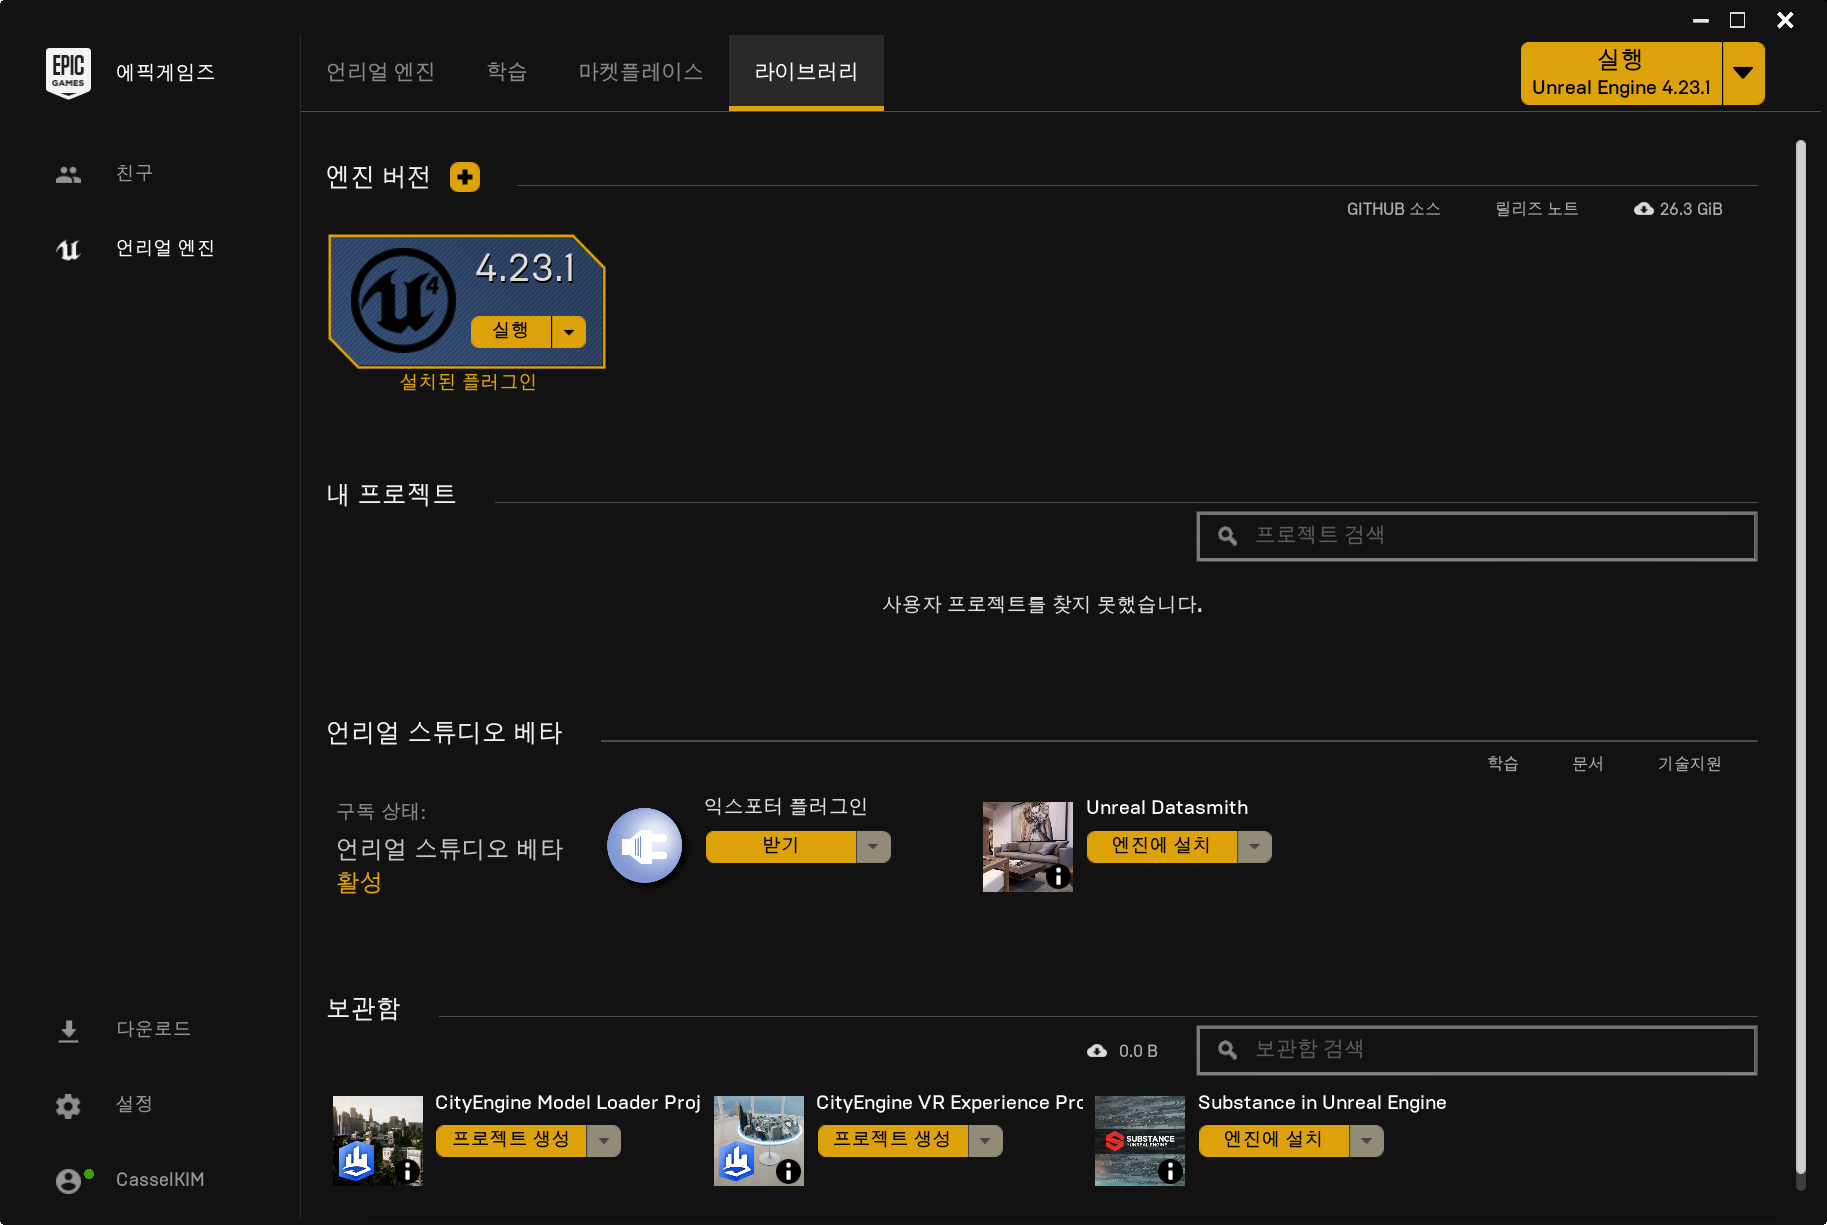 EPIC
GAMES
에픽게임즈
언리얼 엔진
학습
마켓플레이스
라이브러리
실행
Unreal Engine 4.23.1
친구
언리얼 엔진
엔진 버전
GITHUB 소스
릴리즈 노트
26.3 GiB
4.23.1
4
실행
설치된 플러그인
내 프로젝트
프로젝트 검색
사용자 프로젝트를 찾지 못했습니다.
언리얼 스튜디오 베타
학습
문서
기술지원
구독 상태:
언리얼 스튜디오 베타
활성
익스포터 플러그인
받기
Unreal Datasmith
엔진에 설치
보관함
0.0 B
보관함 검색
CityEngine Model Loader Proj
프로젝트 생성
CityEngine VR Experience Pro
프로젝트 생성
SUBSTANCE
Substance in Unreal Engine
엔진에 설치
다운로드
설정
CasselKIM